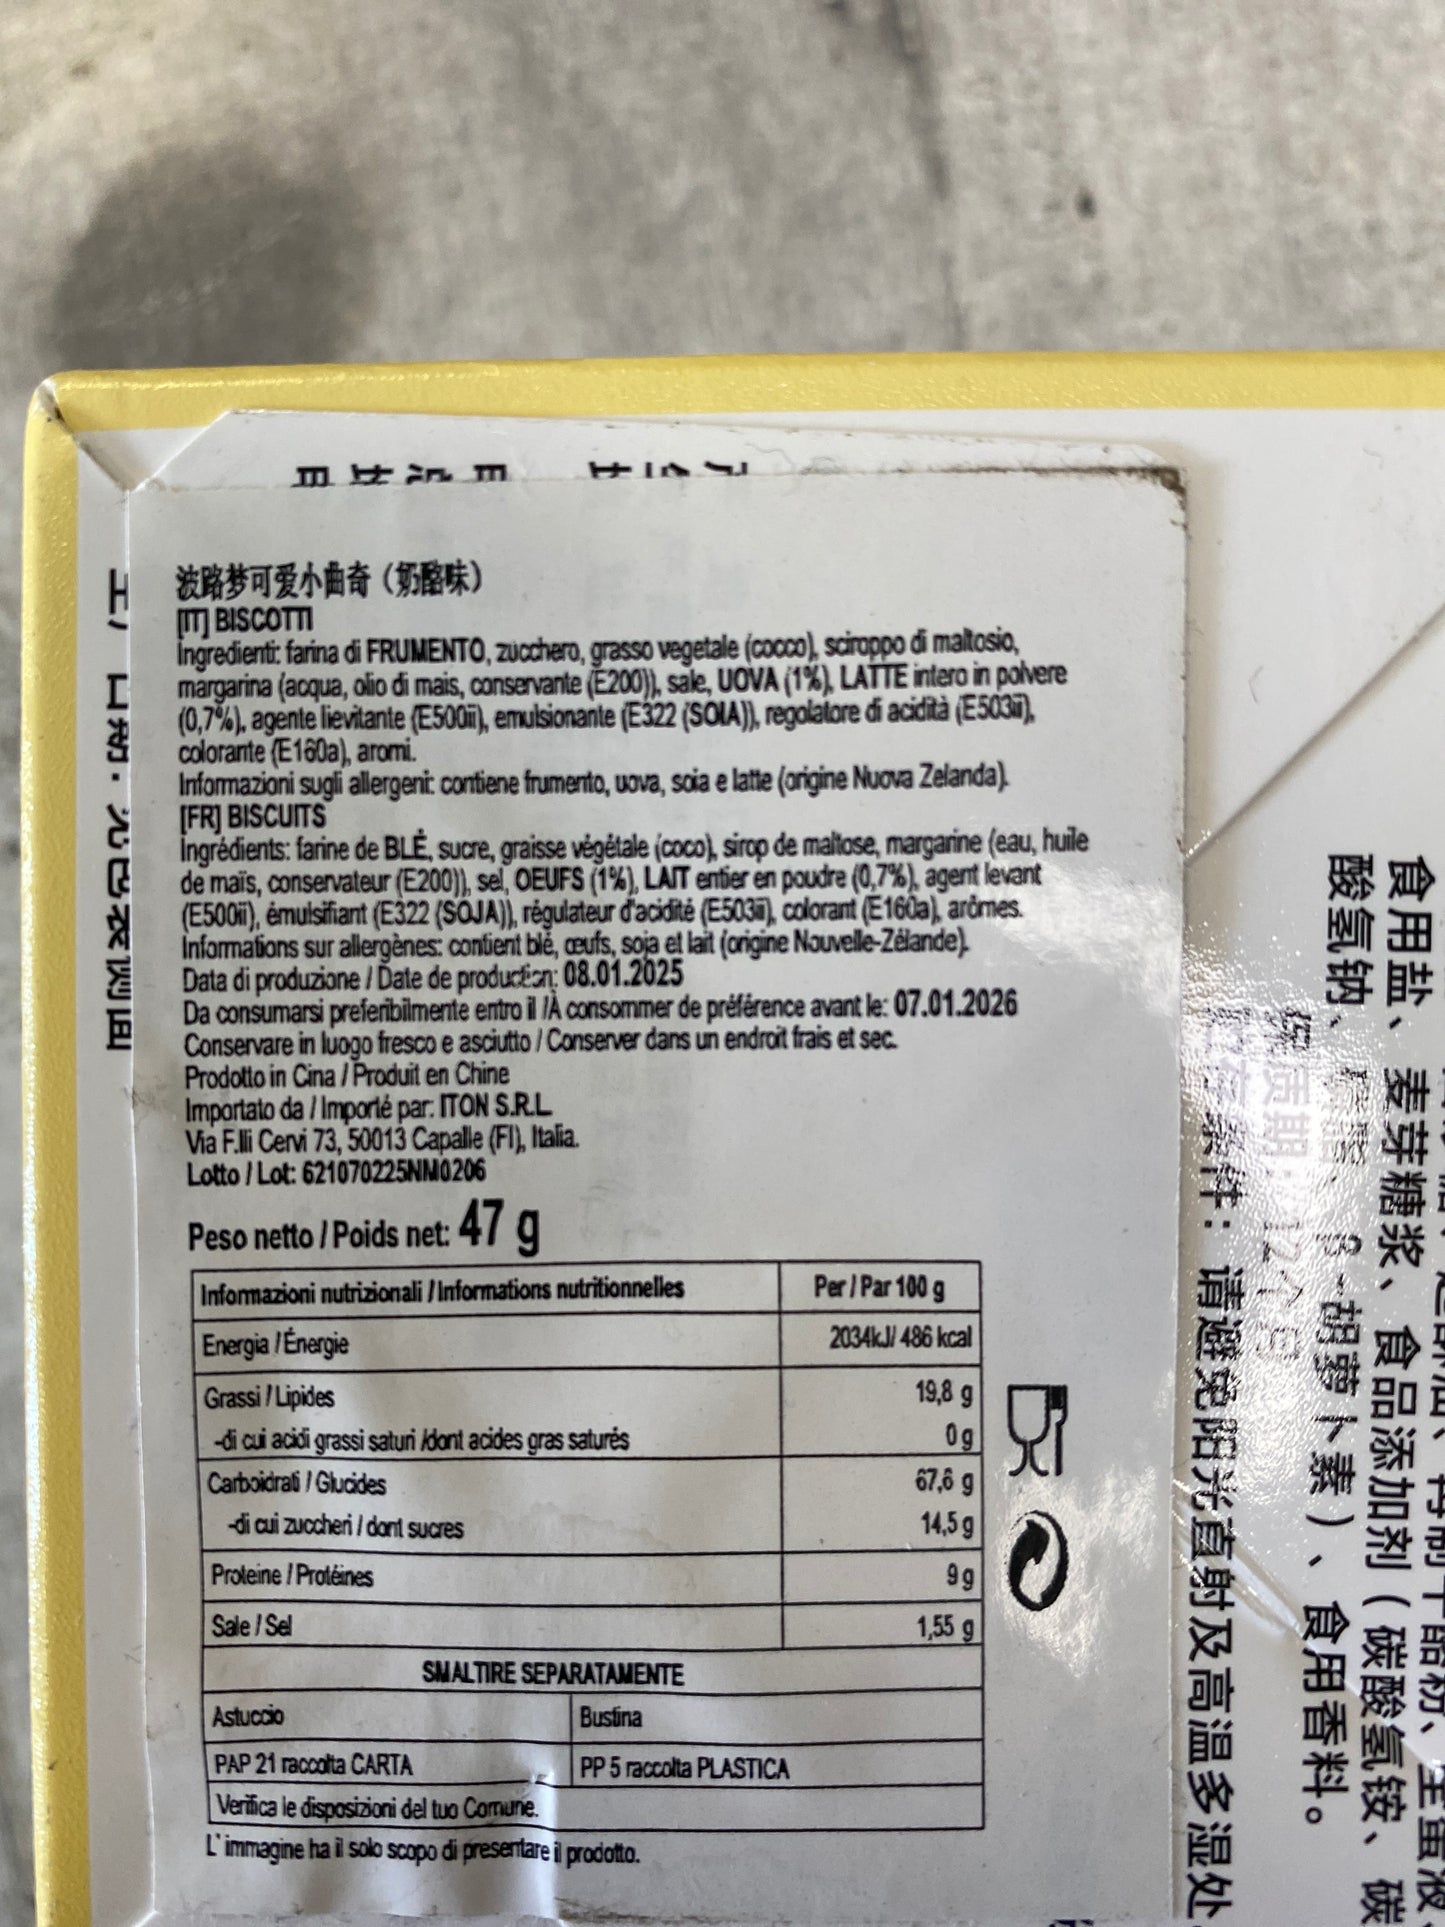 波路梦可爱小曲奇（奶酪味）
[IT] BISCOTTI
Ingredienti: farina di FRUMENTO, zucchero, grasso vegetale (cocco), sciroppo di maltosio,
margarina (acqua, olio di mais, conservante (E200)), sale, UOVA (1%), LATTE intero in polvere
(0,7%), agente lievitante (E500ii), emulsionante (E322 (SOIA)), regolatore di acidità (E503ii),
colorante (E160a), aromi.
Informazioni sugli allergeni: contiene frumento, uova, soia e latte (origine Nuova Zelanda).
[FR] BISCUITS
Ingrédients: farine de BLÉ, sucre, graisse végétale (coco), sirop de maltose, margarine (eau, huile
de maïs, conservateur (E200)), sel, OEUFS (1%), LAIT entier en poudre (0,7%), agent levant
(E500ii), émulsifiant (E322 (SOJA)), régulateur d'acidité (E503ii), colorant (E160a), arômes.
Informations sur allergènes: contient blé, œufs, soja et lait (origine Nouvelle-Zélande).
Data di produzione / Date de production: 08.01.2025
Da consumarsi preferibilmente entro il /À consommer de préférence avant le: 07.01.2026
Conservare in luogo fresco e asciutto / Conserver dans un endroit frais et sec.
Prodotto in Cina / Produit en Chine
Importato da / Importé par: ITON S.R.L
Via F.lli Cervi 73, 50013 Capalle (FI), Italia.
Lotto / Lot: 621070225NM0206
Peso netto / Poids net: 47 g
Informazioni nutrizionali / Informations nutritionnelles Per / Par 100 g
Energia / Énergie 2034kJ/ 486 kcal
Grassi / Lipides 19,8 g
-di cui acidi grassi saturi /dont acides gras saturés 0 g
Carboidrati / Glucides 67,6 g
-di cui zuccheri / dont sucres 14,5 g
Proteine / Protéines 9 g
Sale / Sel 1,55 g
SMALTIRE SEPARATAMENTE
Astuccio Bustina
PAP 21 raccolta CARTA PP 5 raccolta PLASTICA
Verifica le disposizioni del tuo Comune.
L' immagine ha il solo scopo di presentare il prodotto.
食用盐、麦芽糖浆、食品添加剂（碳酸氢铵、碳
酸氢钠、β-胡萝卜素）、食用香料。
保质期：12个月
贮存条件：请避免阳光直射及高温多湿处